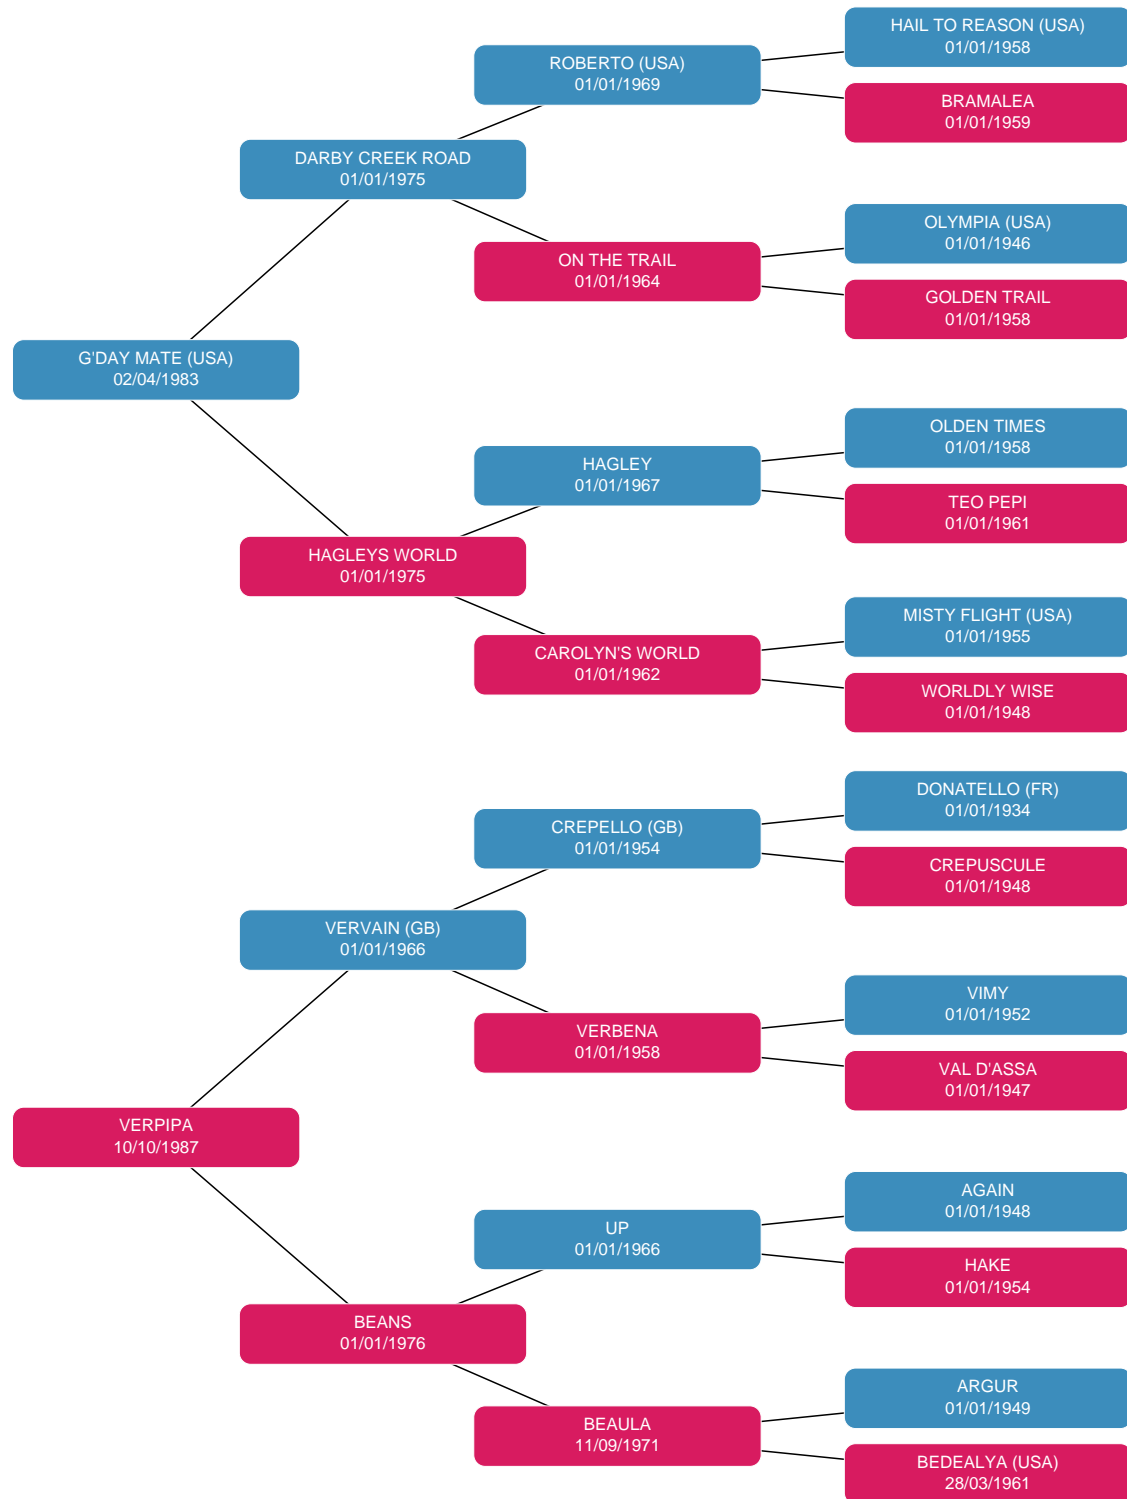 HAIL TO REASON (USA)
01/01/1958
ROBERTO (USA)
01/01/1969
BRAMALEA
01/01/1959
DARBY CREEK ROAD
01/01/1975
OLYMPIA (USA)
01/01/1946
ON THE TRAIL
01/01/1964
GOLDEN TRAIL
01/01/1958
G'DAY MATE (USA)
02/04/1983
OLDEN TIMES
01/01/1958
HAGLEY
01/01/1967
TEO PEPI
01/01/1961
HAGLEYS WORLD
01/01/1975
MISTY FLIGHT (USA)
01/01/1955
CAROLYN'S WORLD
01/01/1962
WORLDLY WISE
01/01/1948
DONATELLO (FR)
01/01/1934
CREPELLO (GB)
01/01/1954
CREPUSCULE
01/01/1948
VERVAIN (GB)
01/01/1966
VIMY
01/01/1952
VERBENA
01/01/1958
VAL D'ASSA
01/01/1947
VERPIPA
10/10/1987
AGAIN
01/01/1948
UP
01/01/1966
HAKE
01/01/1954
BEANS
01/01/1976
ARGUR
01/01/1949
BEAULA
11/09/1971
BEDEALYA (USA)
28/03/1961